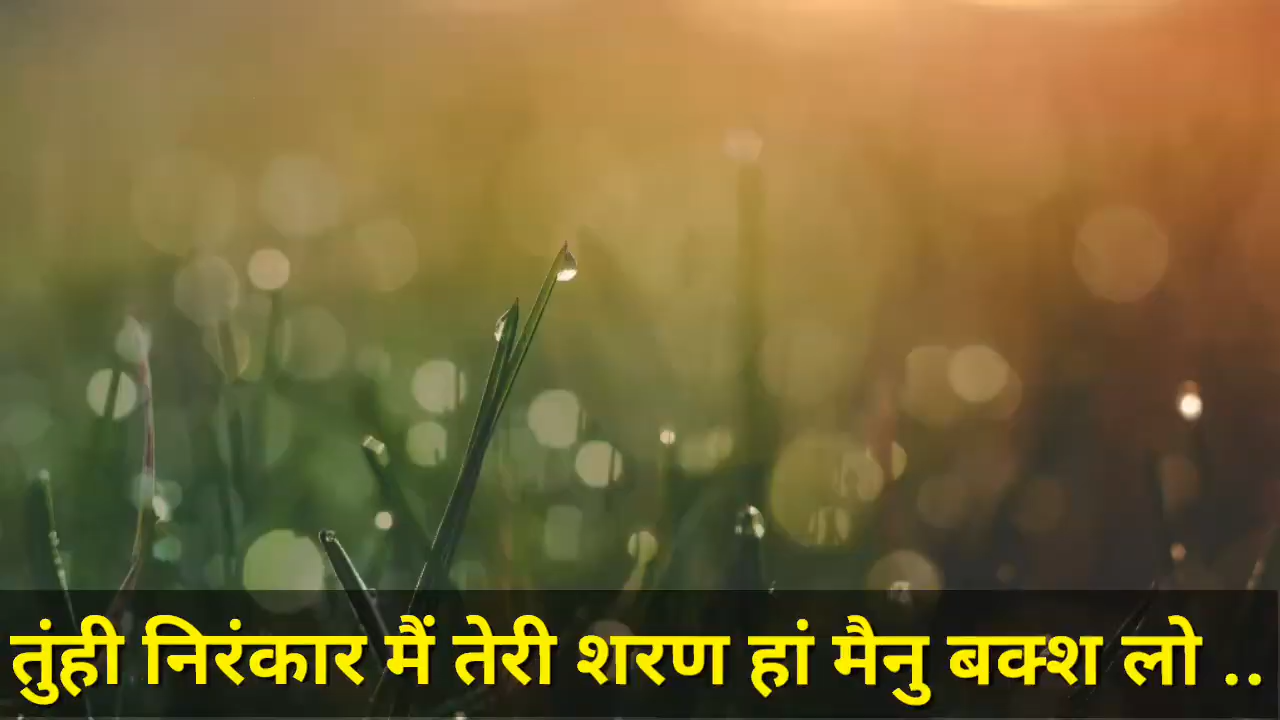 तुंही निरंकार मैं तेरी शरण हां मैनु बक्श लो ..